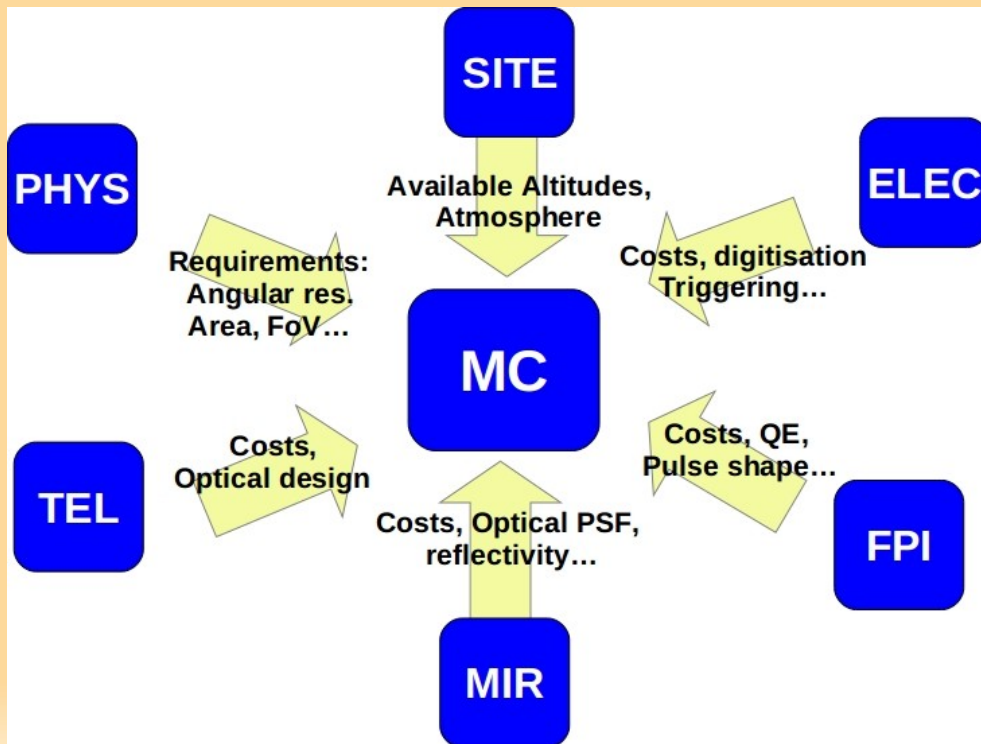 SITE
PHYS
ELEC
Available Altitudes,
Atmosphere
Requirements:
Angular res.
Area, FoV…
Costs, digitisation
Triggering…
MC
Costs,
Optical design
Costs, QE,
Pulse shape…
TEL
Costs, Optical PSF,
reflectivity…
FPI
MIR